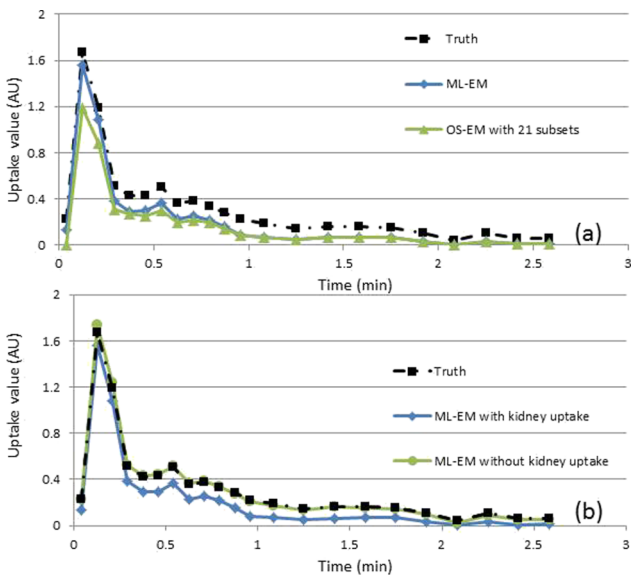 2
1.6
1.2
0.8
0.4
0
Uptake value (AU)
Truth
ML-EM
OS-EM with 21 subsets
(a)
0 0.5 1 1.5 2 2.5 3
Time (min)
2
1.6
1.2
0.8
0.4
0
Uptake value (AU)
Truth
ML-EM with kidney uptake
ML-EM without kidney uptake
(b)
0 0.5 1 1.5 2 2.5 3
Time (min)